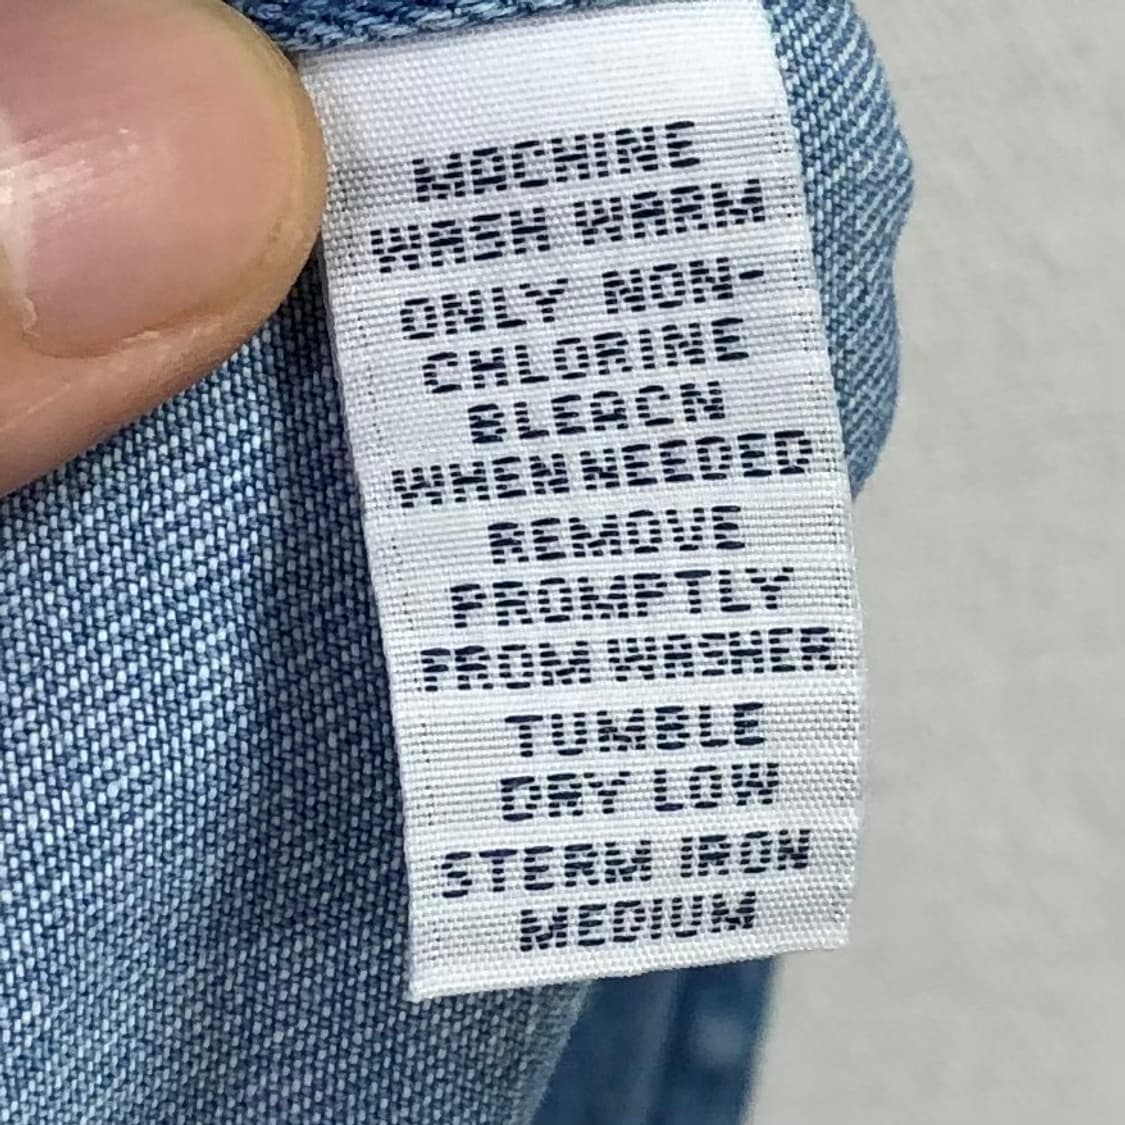 MACHINE
WASH WARM
ONLY NON-
CHLORINE
BLEACN
WHEN NEEDED
REMOVE
PROMPTLY
FROM WASHER
TUMBLE
DRY LOW
STERM IRON
MEDIUM